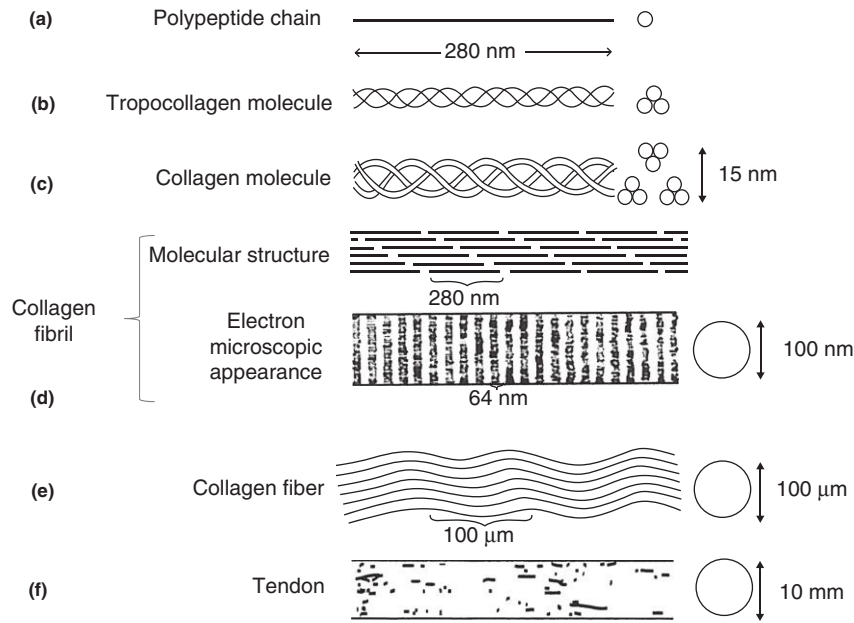 (a) Polypeptide chain
280 nm
(b) Tropocollagen molecule
(c) Collagen molecule
15 nm
Molecular structure
280 nm
Collagen
fibril
Electron
microscopic
appearance
100 nm
64 nm
(d)
(e) Collagen fiber
100 μm
100 μm
(f) Tendon
10 mm